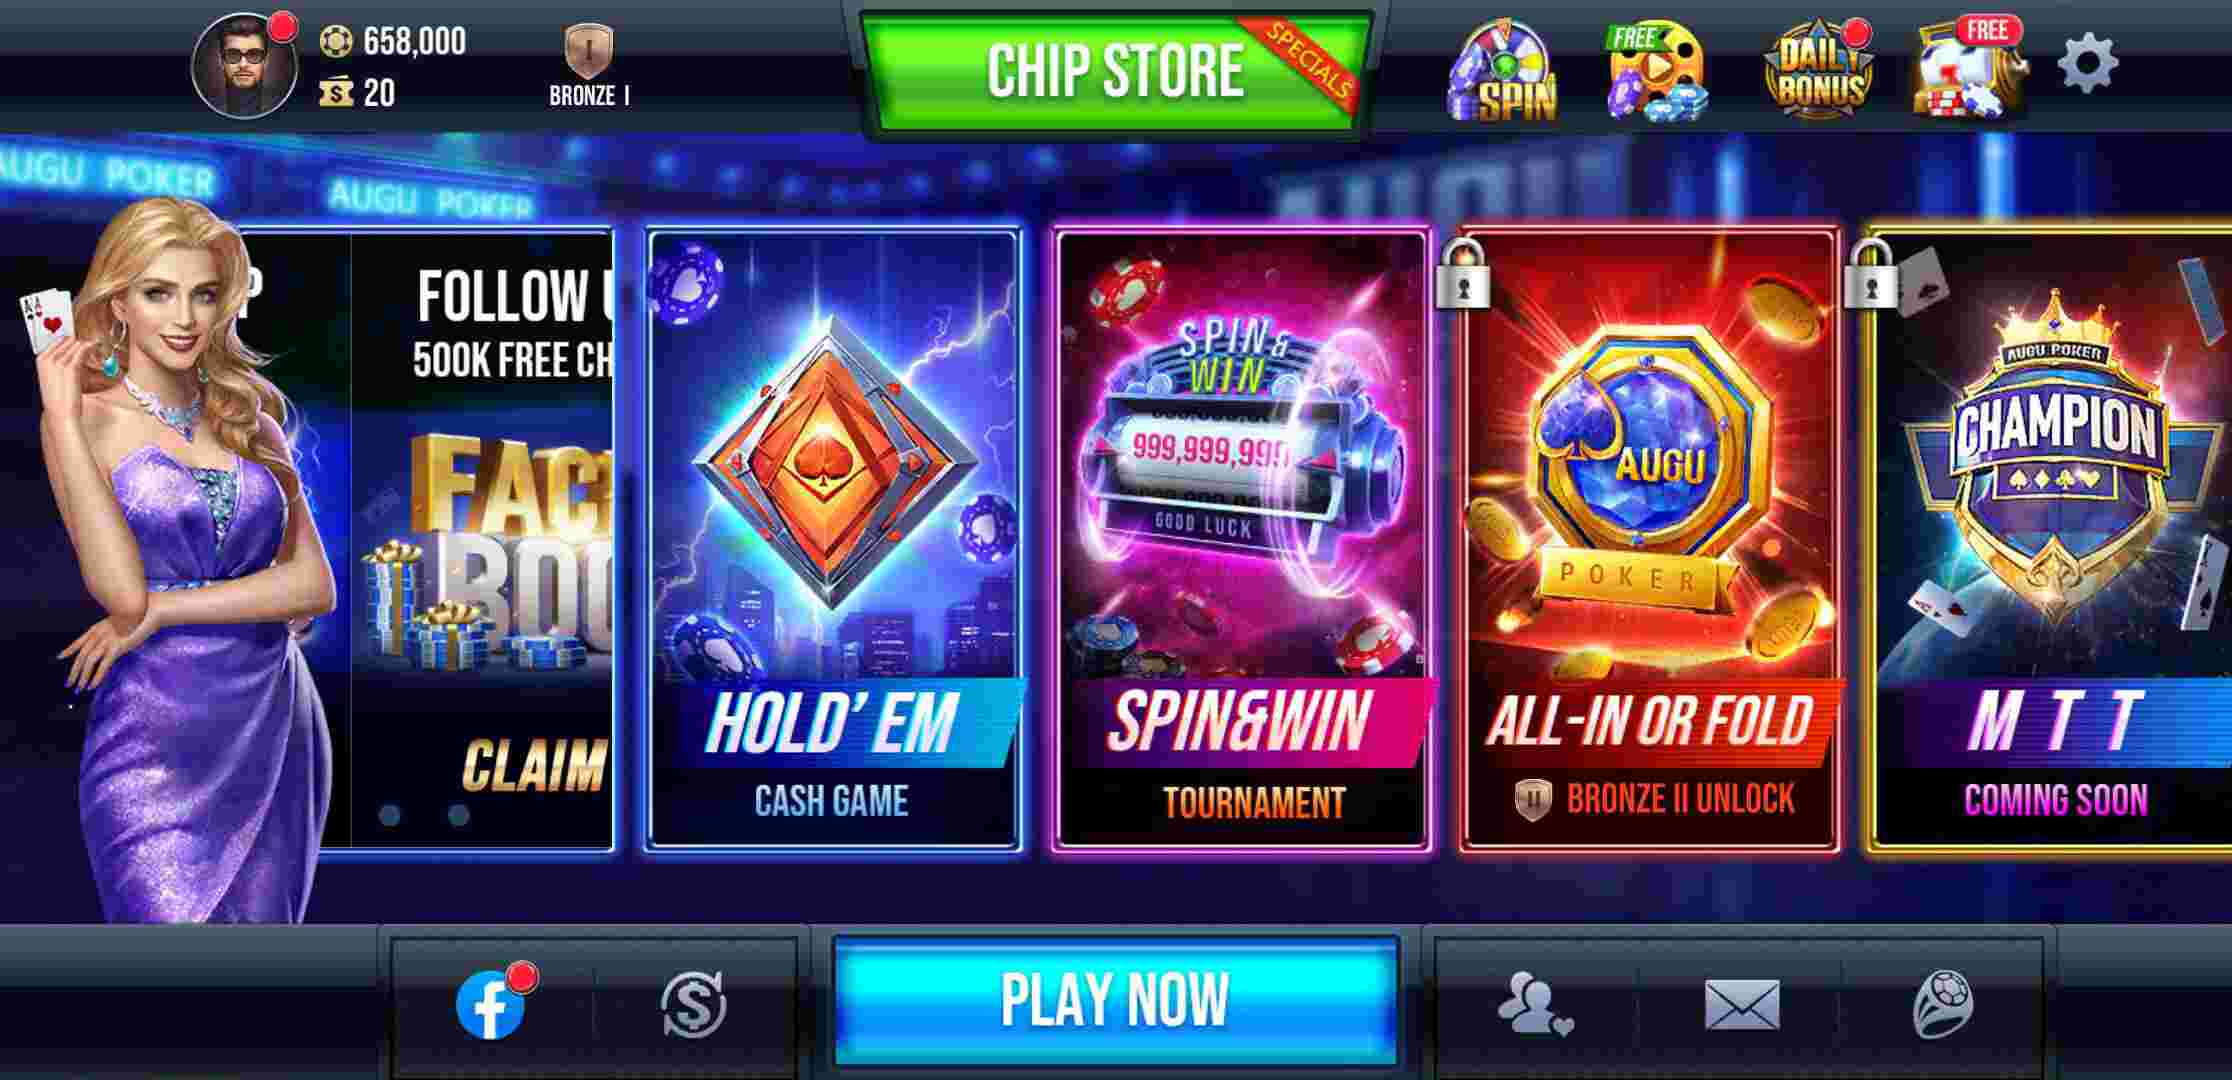 658,000
20
BRONZE I
CHIP STORE
SPECIALS
SPIN
FREE
DAILY
BONUS
FREE
AUGU POKER
AUGU POKER
AUGU
P
FOLLOW
500K FREE CH
FAC
BOO
CLAIM
HOLD' EM
CASH GAME
SPIN&
WIN
999,999,999
GOOD LUCK
SPIN&WIN
TOURNAMENT
AUGU
POKER
ALL-IN OR FOLD
II
BRONZE II UNLOCK
AUGU POKER
CHAMPION
M T T
COMING SOON
PLAY NOW